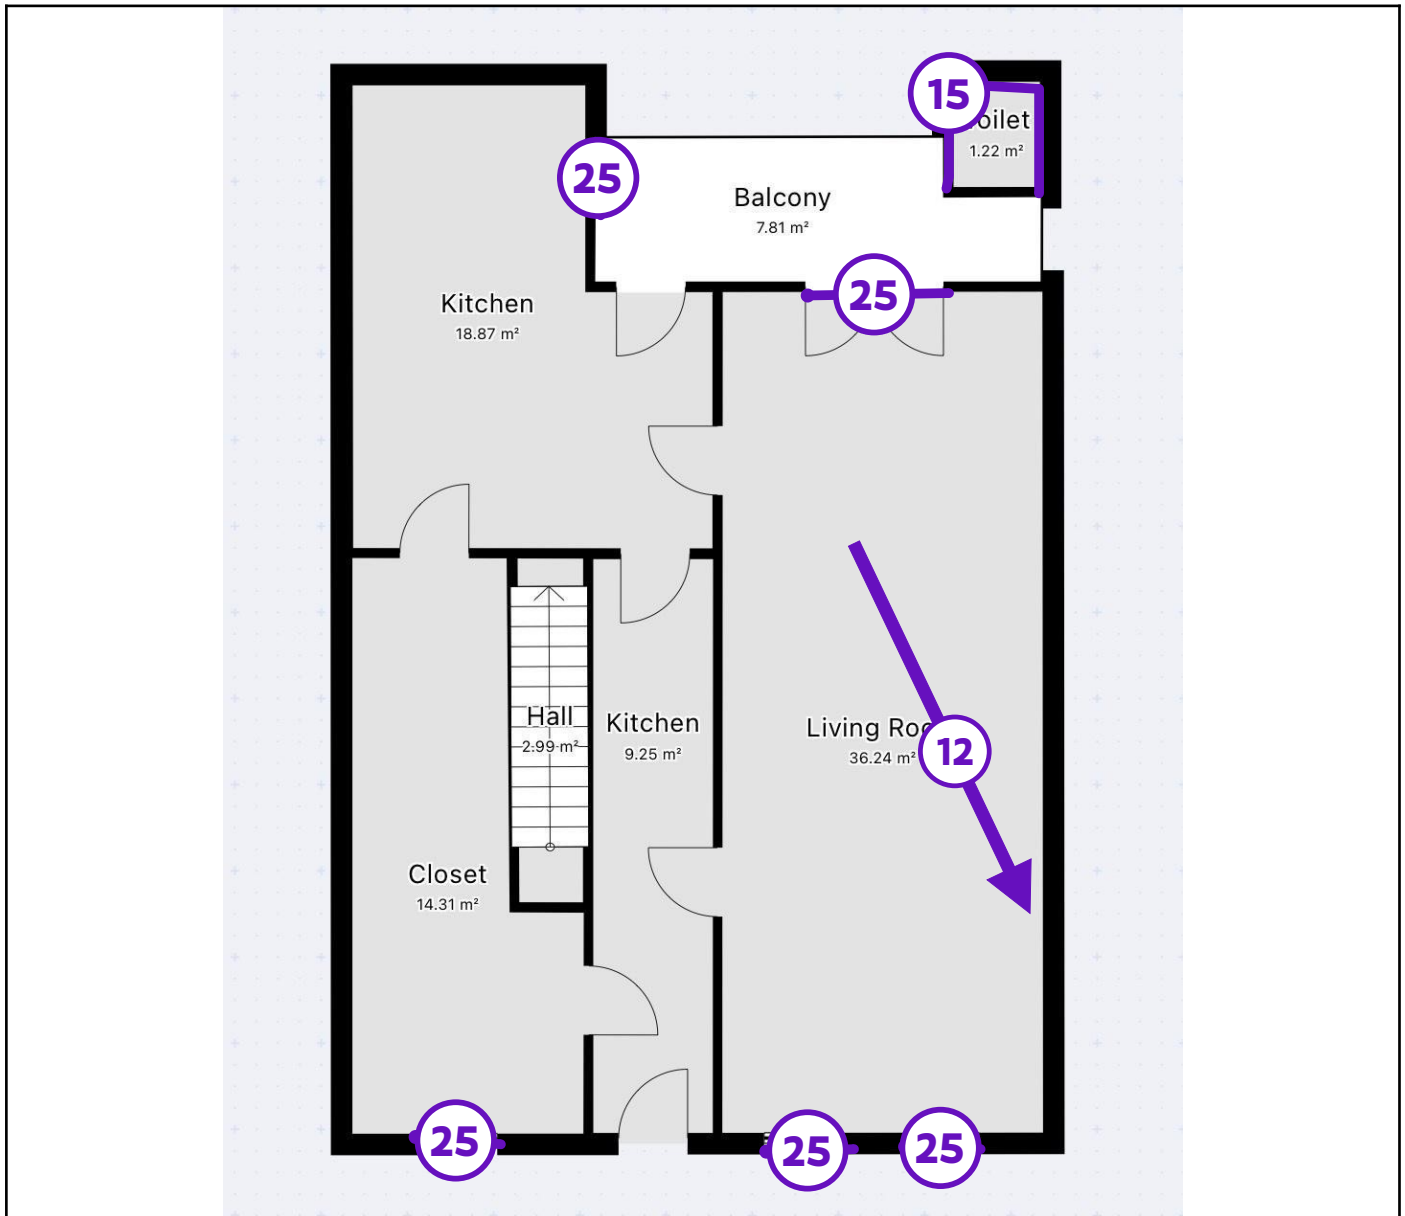 15
oilet
1.22 m²
25
Balcony
7.81 m²
25
Kitchen
18.87 m²
Hall
2.99 m²
Kitchen
9.25 m²
Living Roo
36.24 m²
12
Closet
14.31 m²
25
25
25